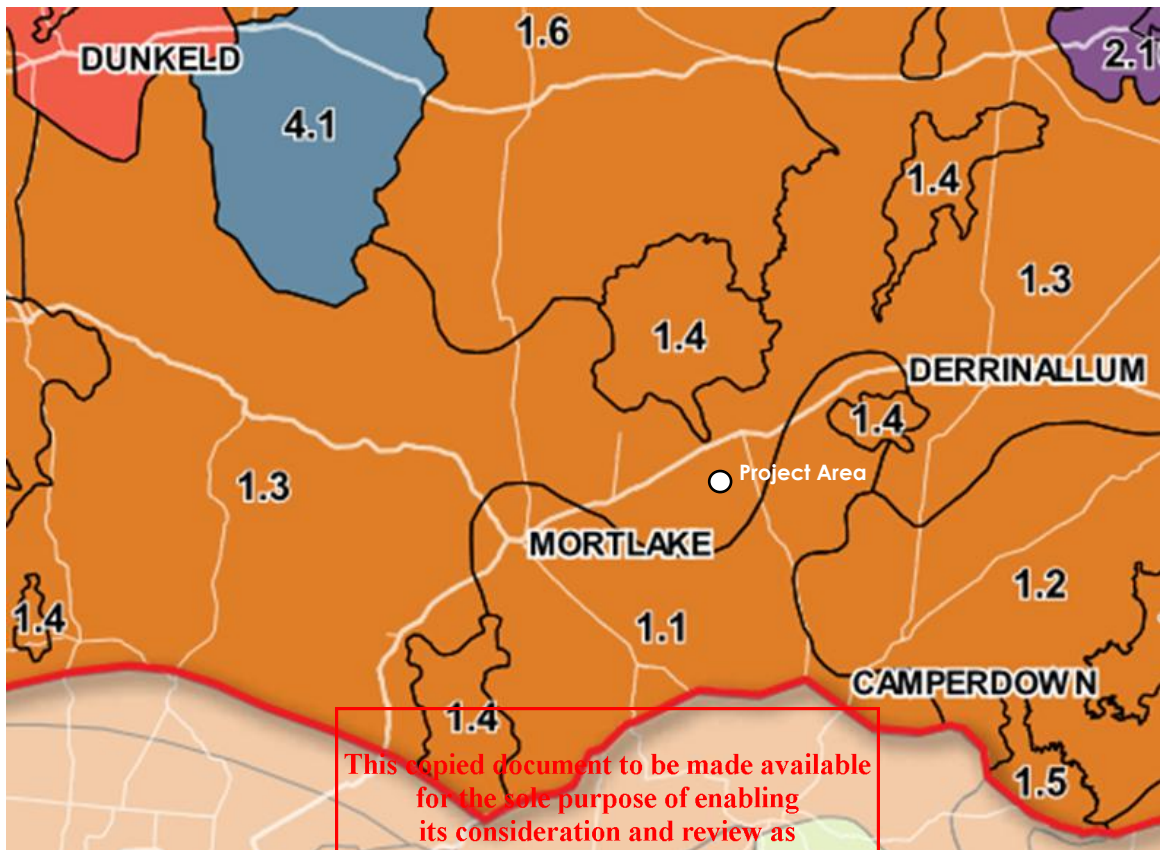 1.6
DUNKELD
2.1
4.1
1.4
1.3
1.4
DERRINALLUM
1.4
Project Area
1.3
MORTLAKE
1.2
1.4
1.1
CAMPERDOWN
1.4
1.5
This copied document to be made available
for the sole purpose of enabling
its consideration and review as